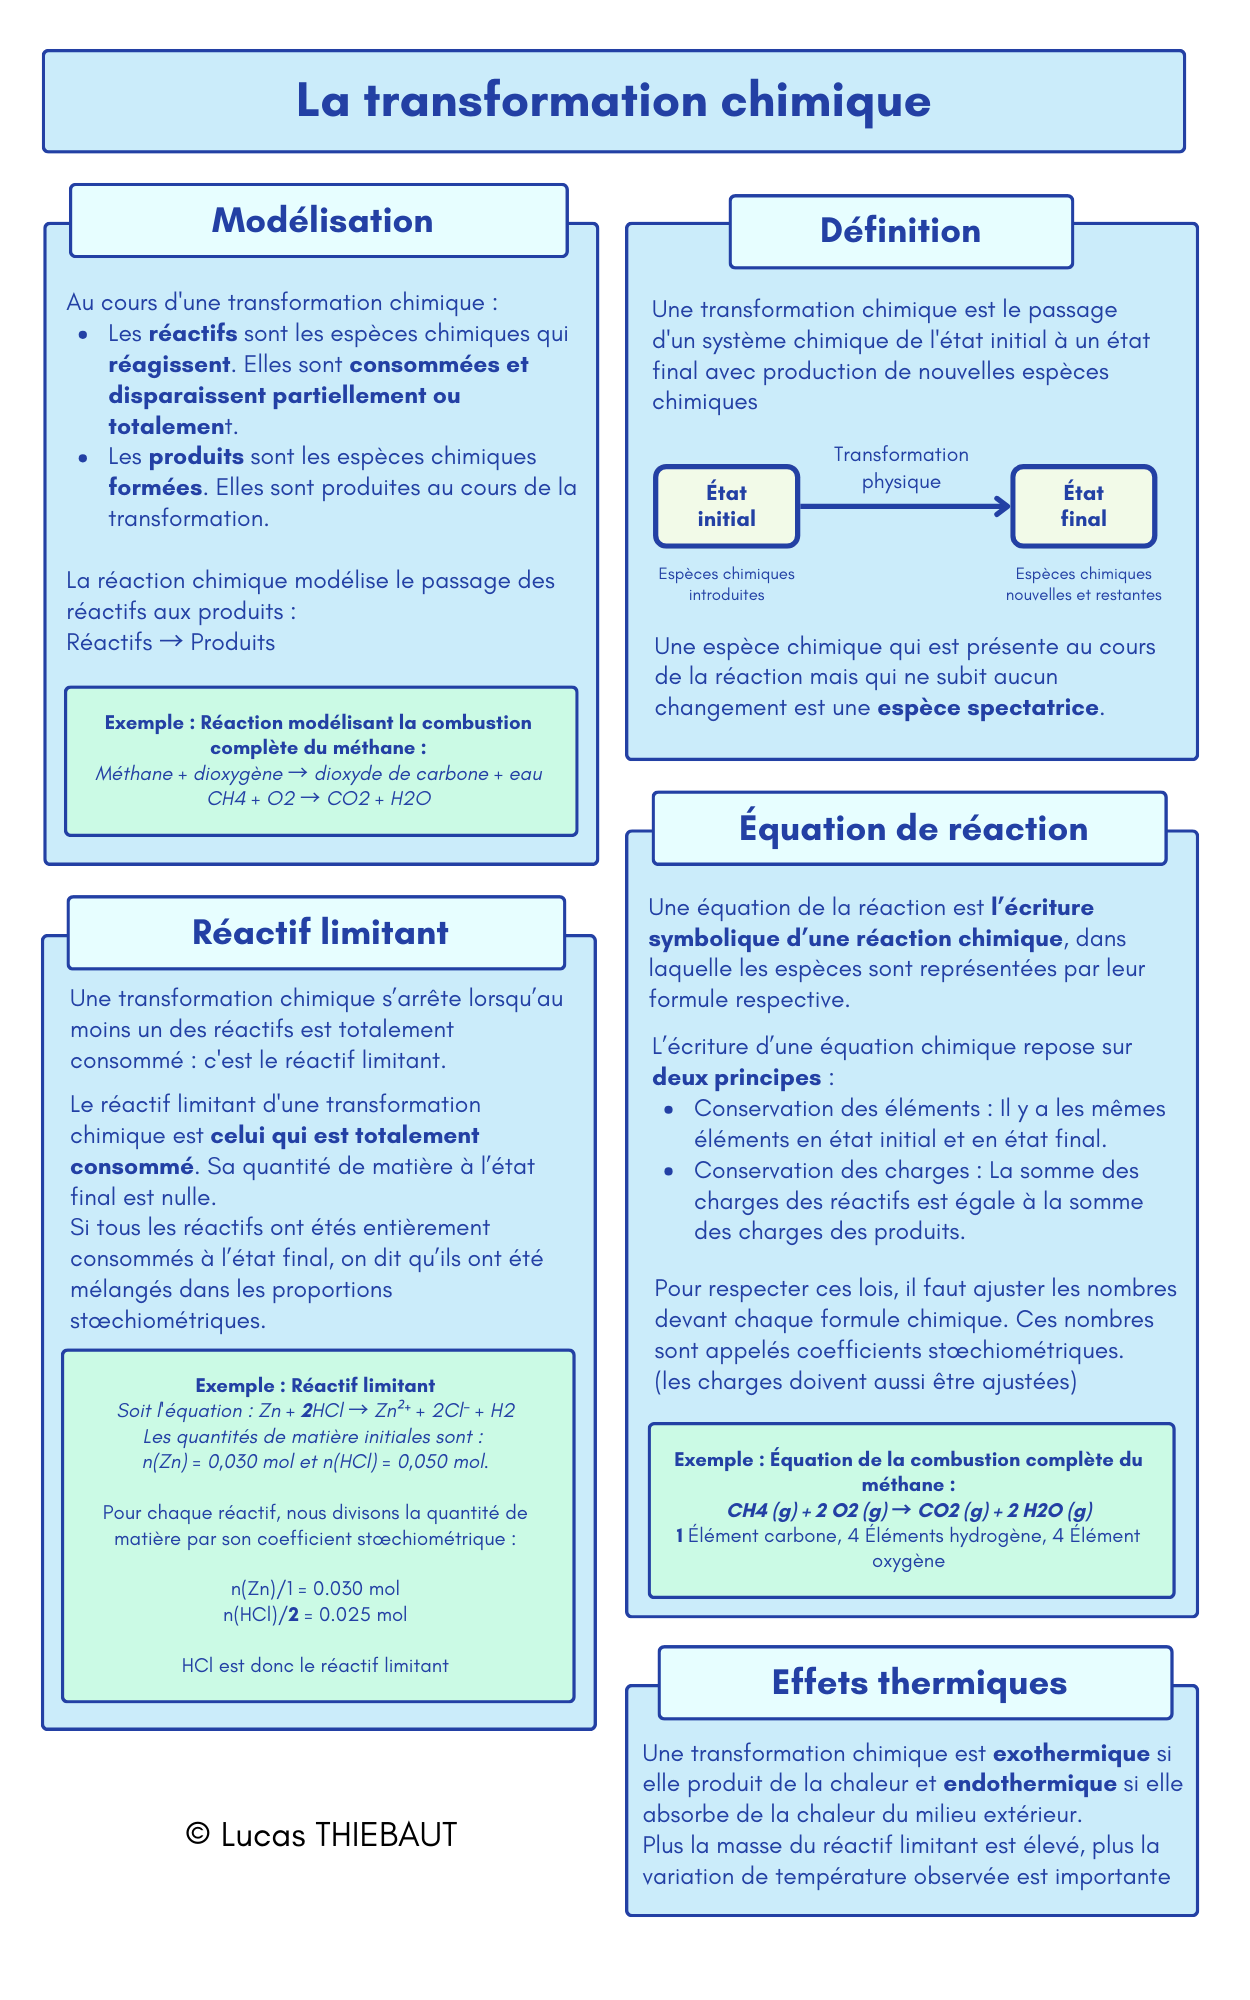 La transformation chimique
Modélisation
Au cours d'une transformation chimique :
• Les réactifs sont les espèces chimiques qui
réagissent. Elles sont consommées et
disparaissent partiellement ou
totalement.
• Les produits sont les espèces chimiques
formées. Elles sont produites au cours de la
transformation.
La réaction chimique modélise le passage des
réactifs aux produits :
Réactifs → Produits
Exemple : Réaction modélisant la combustion
complète du méthane :
Méthane + dioxygène → dioxyde de carbone + eau
CH4 + O2 → CO2 + H2O
Réactif limitant
Une transformation chimique s’arrête lorsqu’au
moins un des réactifs est totalement
consommé : c'est le réactif limitant.
Le réactif limitant d'une transformation
chimique est celui qui est totalement
consommé. Sa quantité de matière à l’état
final est nulle.
Si tous les réactifs ont étés entièrement
consommés à l’état final, on dit qu’ils ont été
mélangés dans les proportions
stœchiométriques.
Exemple : Réactif limitant
Soit l'équation : Zn + 2HCl → Zn²⁺ + 2Cl⁻ + H2
Les quantités de matière initiales sont :
n(Zn) = 0,030 mol et n(HCl) = 0,050 mol.
Pour chaque réactif, nous divisons la quantité de
matière par son coefficient stœchiométrique :
n(Zn)/1 = 0.030 mol
n(HCl)/2 = 0.025 mol
HCl est donc le réactif limitant
© Lucas THIEBAUT
Définition
Une transformation chimique est le passage
d'un système chimique de l'état initial à un état
final avec production de nouvelles espèces
chimiques
Transformation
physique
État
initial
État
final
Espèces chimiques
introduites
Espèces chimiques
nouvelles et restantes
Une espèce chimique qui est présente au cours
de la réaction mais qui ne subit aucun
changement est une espèce spectatrice.
Équation de réaction
Une équation de la réaction est l’écriture
symbolique d’une réaction chimique, dans
laquelle les espèces sont représentées par leur
formule respective.
L’écriture d’une équation chimique repose sur
deux principes :
• Conservation des éléments : Il y a les mêmes
éléments en état initial et en état final.
• Conservation des charges : La somme des
charges des réactifs est égale à la somme
des charges des produits.
Pour respecter ces lois, il faut ajuster les nombres
devant chaque formule chimique. Ces nombres
sont appelés coefficients stœchiométriques.
(les charges doivent aussi être ajustées)
Exemple : Équation de la combustion complète du
méthane :
CH4 (g) + 2 O2 (g) → CO2 (g) + 2 H2O (g)
1 Élément carbone, 4 Éléments hydrogène, 4 Élément
oxygène
Effets thermiques
Une transformation chimique est exothermique si
elle produit de la chaleur et endothermique si elle
absorbe de la chaleur du milieu extérieur.
Plus la masse du réactif limitant est élevé, plus la
variation de température observée est importante